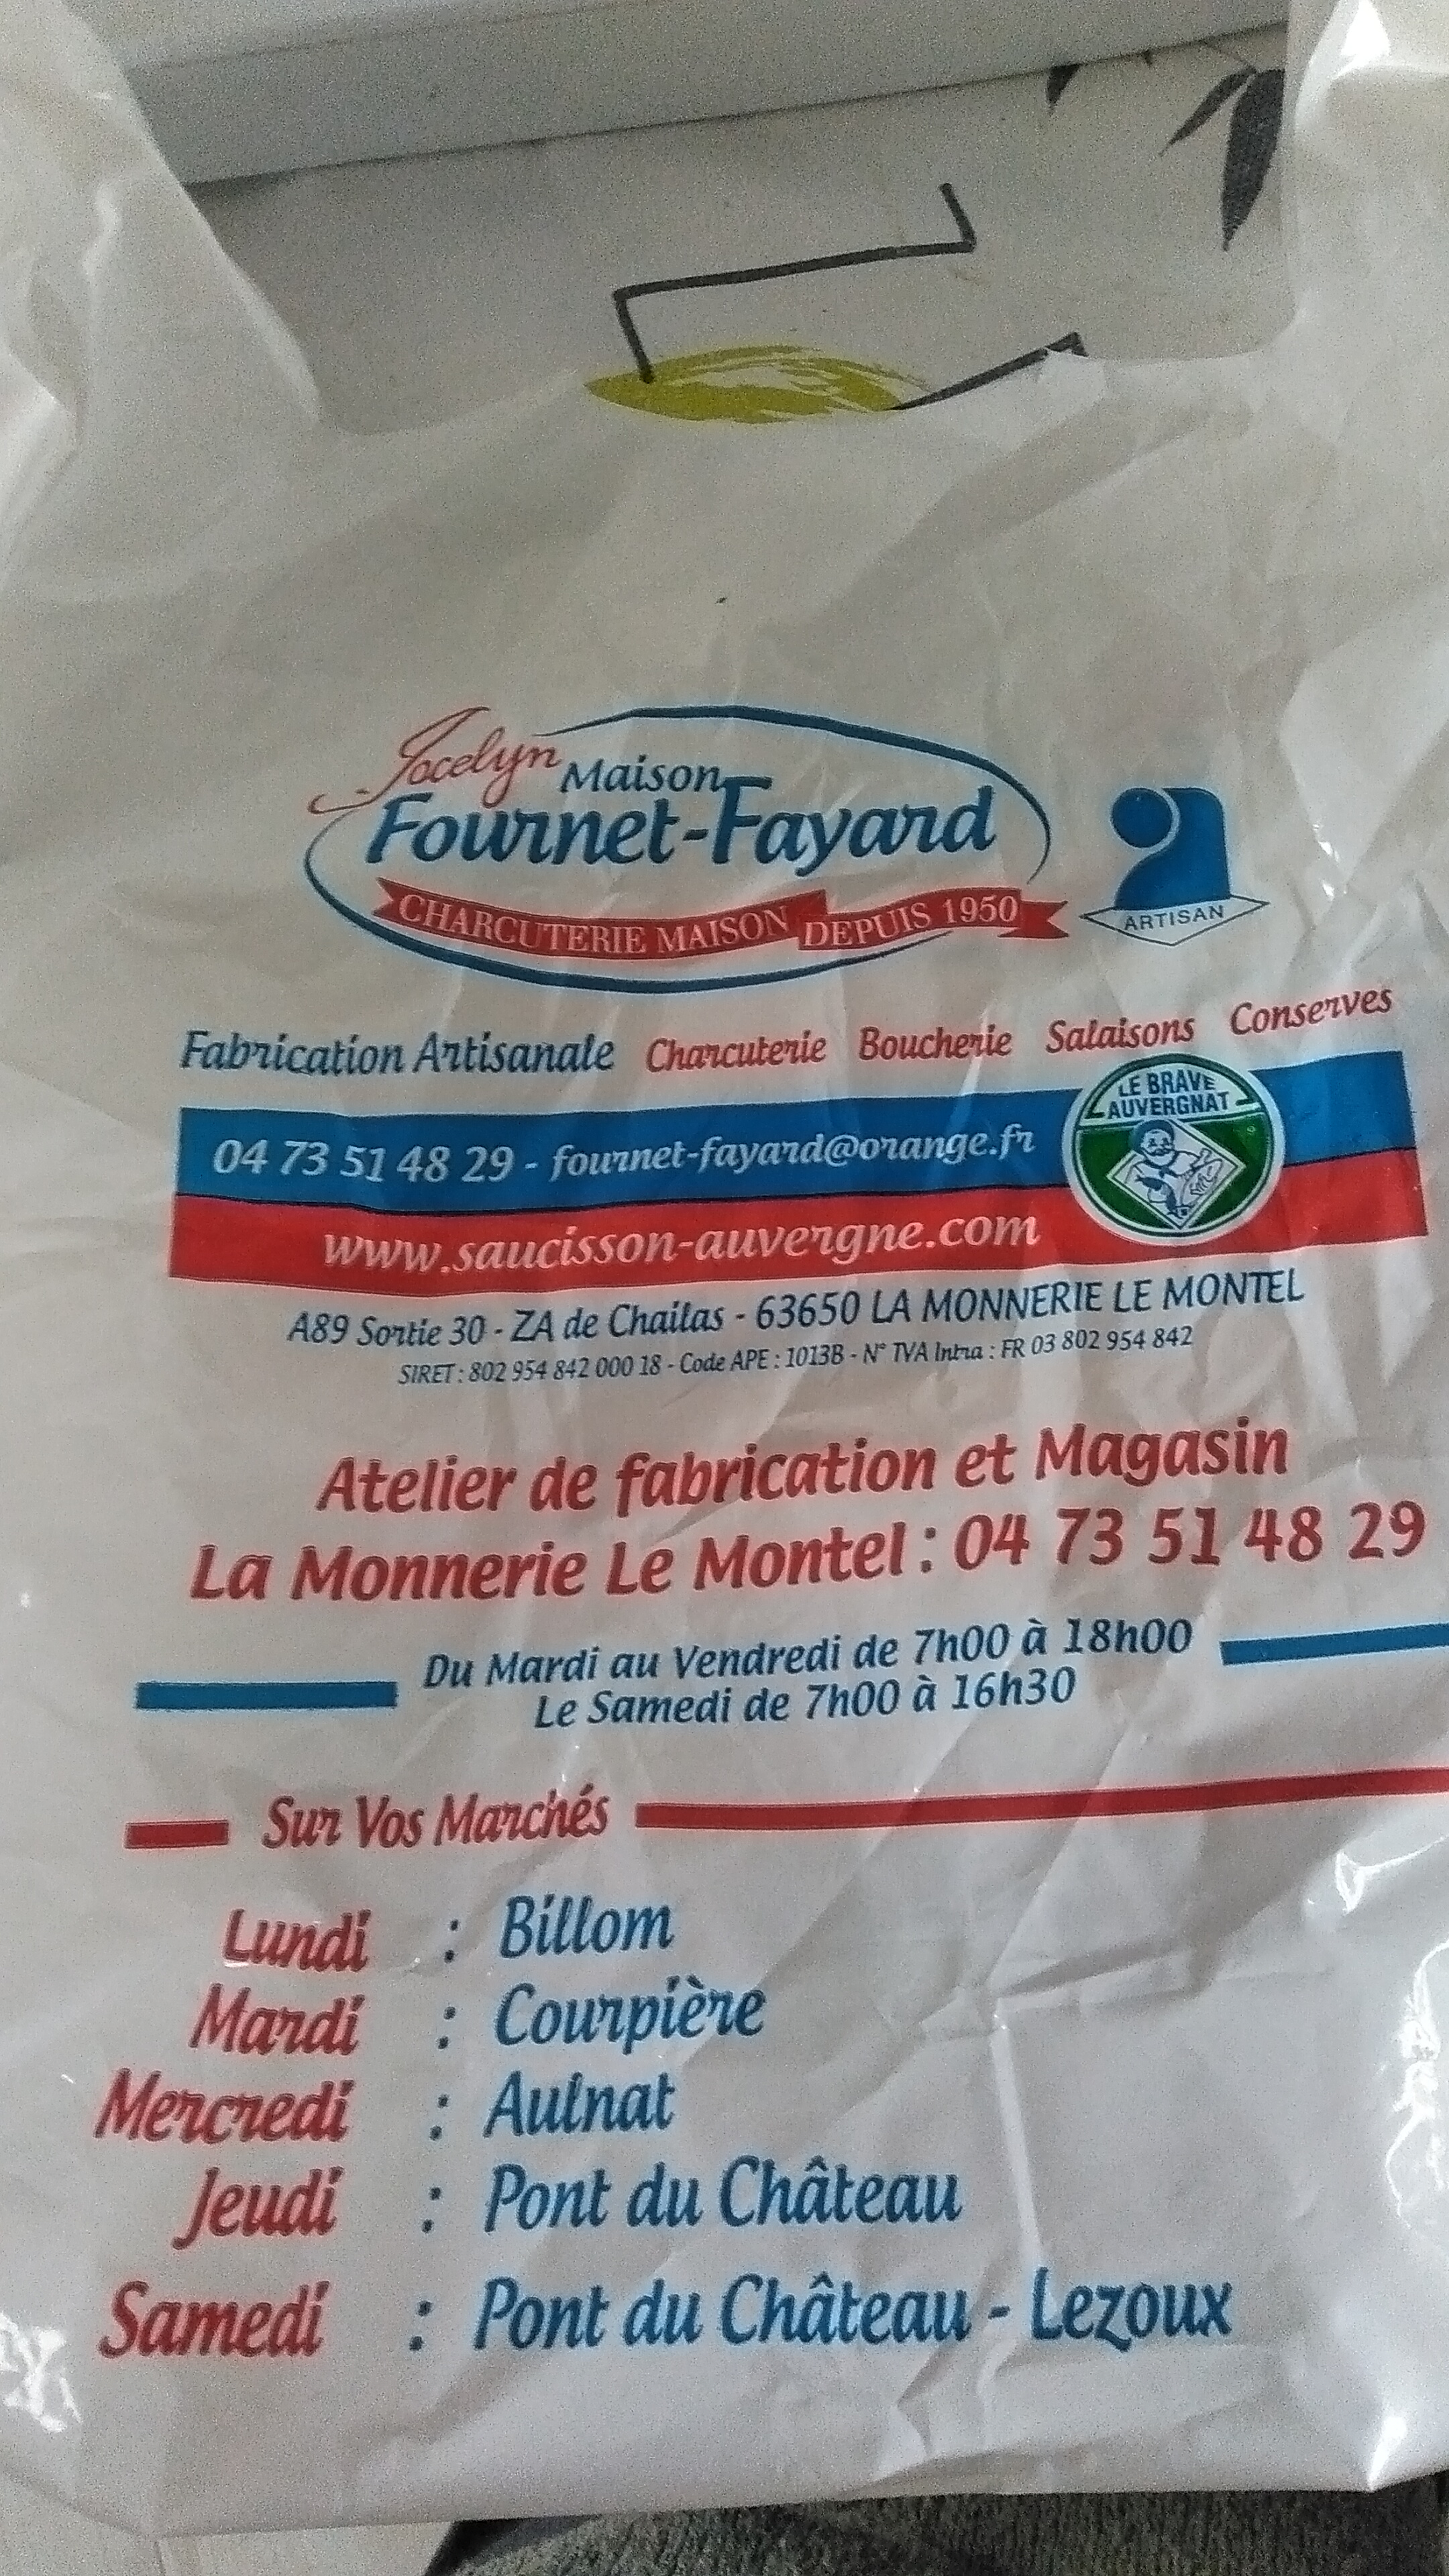 Jocelyn
Maison
Fournet-Fayard
CHARCUTERIE MAISON DEPUIS 1950
ARTISAN
Fabrication Artisanale Charcuterie Boucherie Salaisons Conserves
LE BRAVE
AUVERGNAT
04 73 51 48 29 - fournet-fayard@orange.fr
www.saucisson-auvergne.com
A89 Sortie 30 - ZA de Chailas - 63650 LA MONNERIE LE MONTEL
SIRET : 802 954 842 000 18 - Code APE : 1013B - N° TVA Intra : FR 03 802 954 842
Atelier de fabrication et Magasin
La Monnerie Le Montel : 04 73 51 48 29
Du Mardi au Vendredi de 7h00 à 18h00
Le Samedi de 7h00 à 16h30
Sur Vos Marchés
Lundi : Billom
Mardi : Courpière
Mercredi : Aulnat
Jeudi : Pont du Château
Samedi : Pont du Château - Lezoux